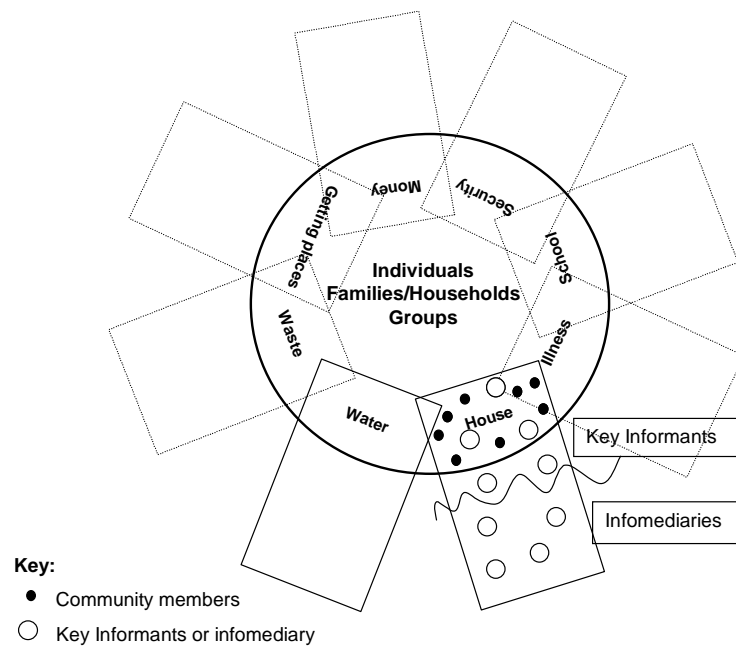 Money
Security
Getting places
School
Individuals
Families/Households
Groups
Waste
Illness
Water
House
Key Informants
Infomediaries
Key:
Community members
Key Informants or infomediary